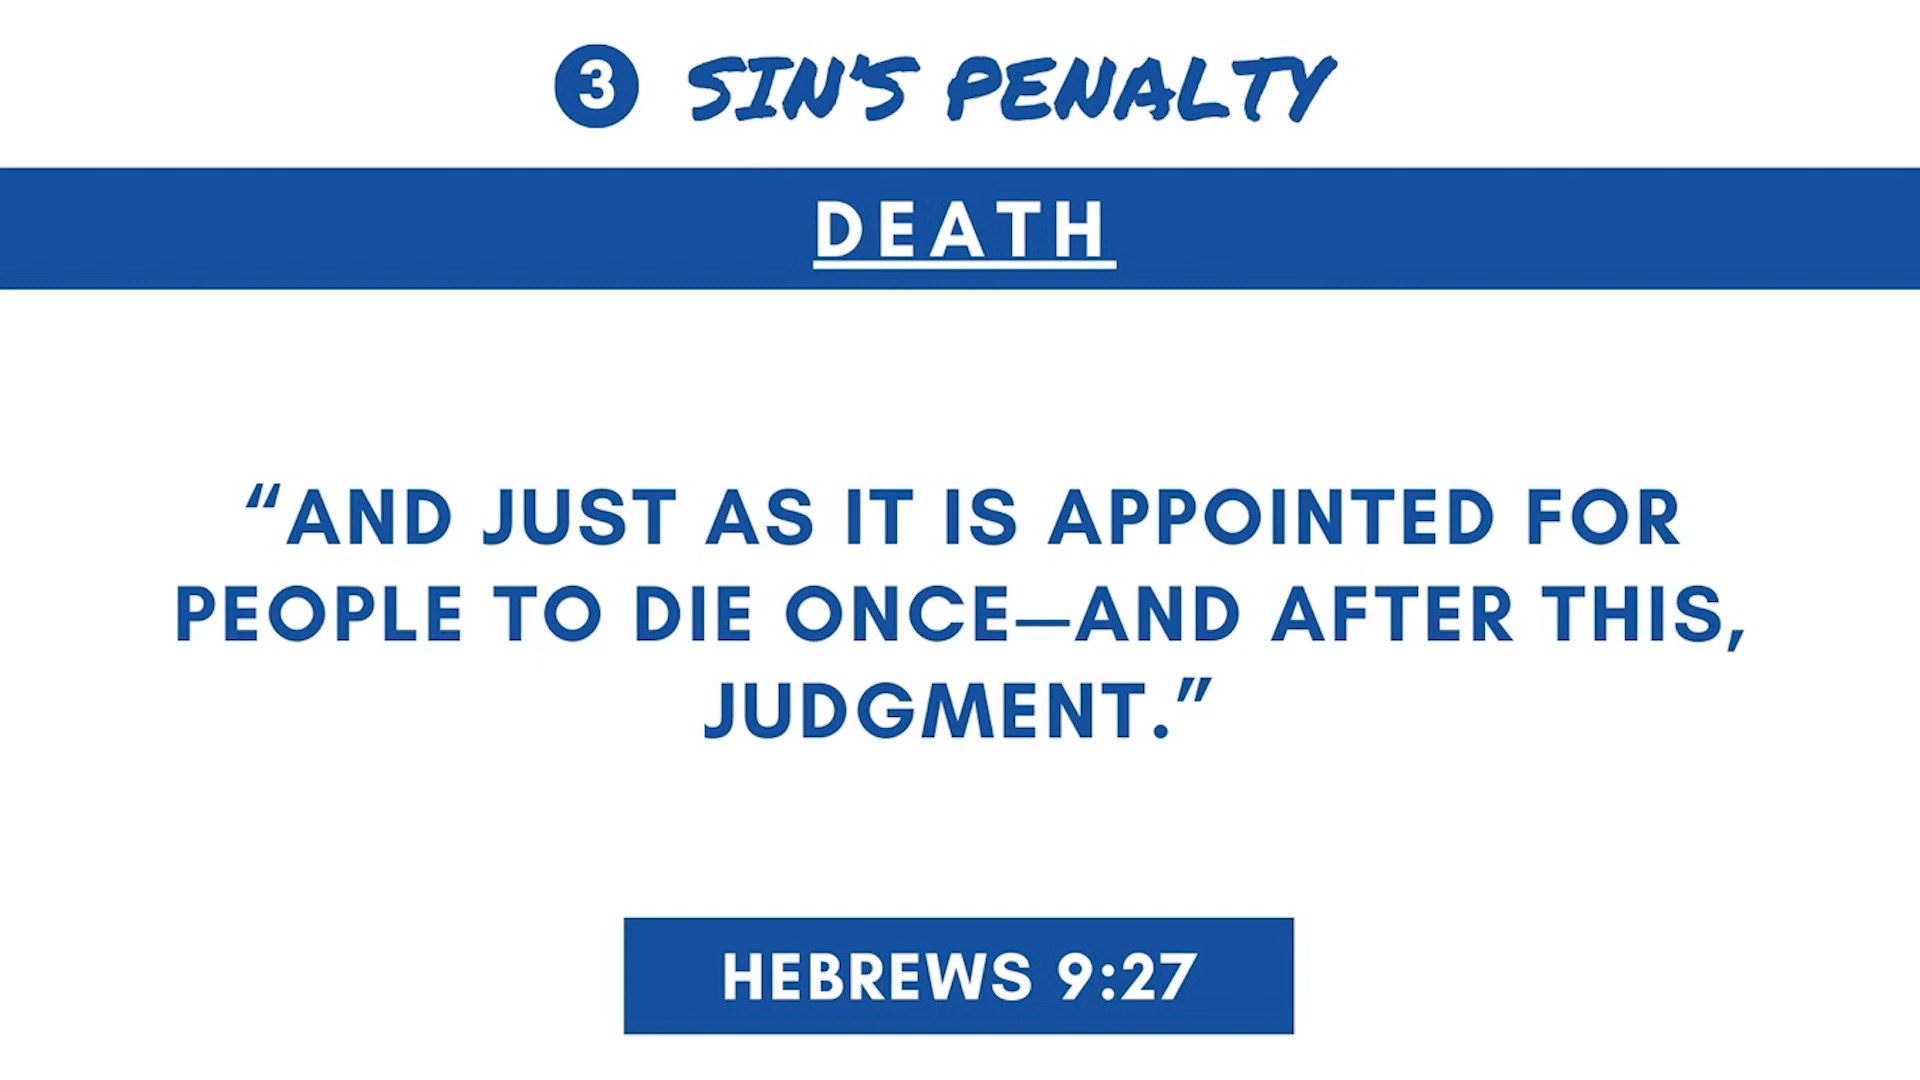 3 SIN'S PENALTY
DEATH
“AND JUST AS IT IS APPOINTED FOR
PEOPLE TO DIE ONCE—AND AFTER THIS,
JUDGMENT.”
HEBREWS 9:27